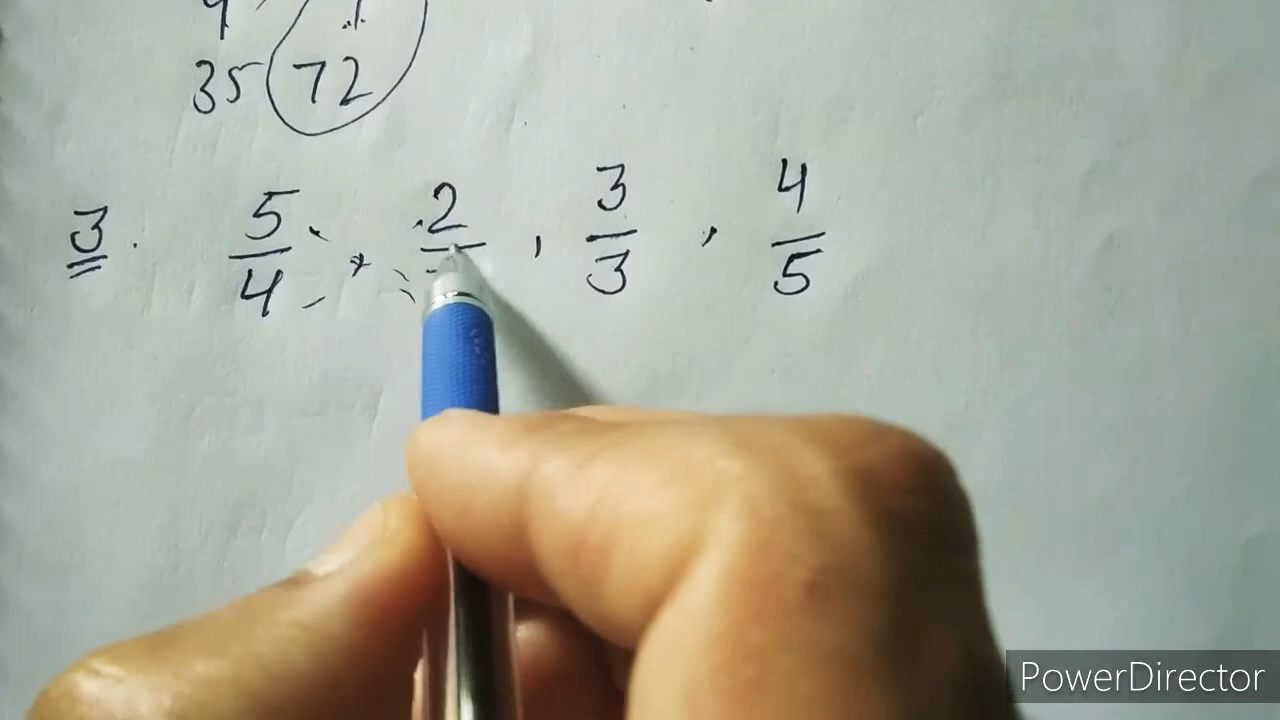 35 72
3. 5/4, 2/, 3/3, 4/5
PowerDirector